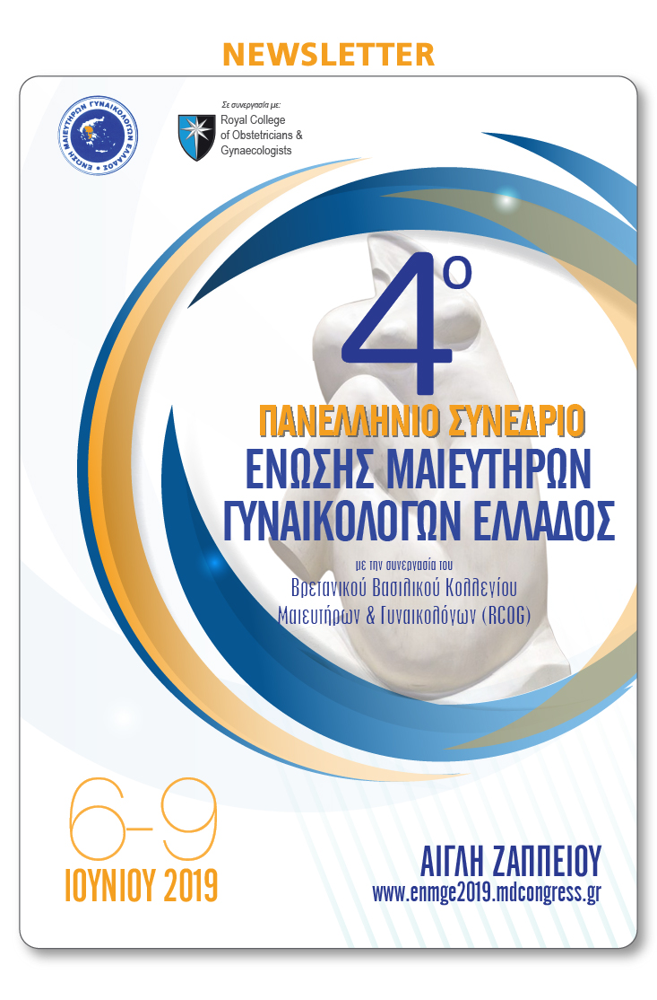 NEWSLETTER
ΕΝΩΣΗ ΜΑΙΕΥΤΗΡΩΝ ΓΥΝΑΙΚΟΛΟΓΩΝ ΕΛΛΑΔΟΣ
Σε συνεργασία με:
Royal College
of Obstetricians &
Gynaecologists
4ο
ΠΑΝΕΛΛΗΝΙΟ ΣΥΝΕΔΡΙΟ
ΕΝΩΣΗΣ ΜΑΙΕΥΤΗΡΩΝ
ΓΥΝΑΙΚΟΛΟΓΩΝ ΕΛΛΑΔΟΣ
με την συνεργασία του
Βρετανικού Βασιλικού Κολλεγίου
Μαιευτήρων & Γυναικολόγων (RCOG)
6-9
ΙΟΥΝΙΟΥ 2019
ΑΙΓΛΗ ΖΑΠΠΕΙΟΥ
www.enmge2019.mdcongress.gr